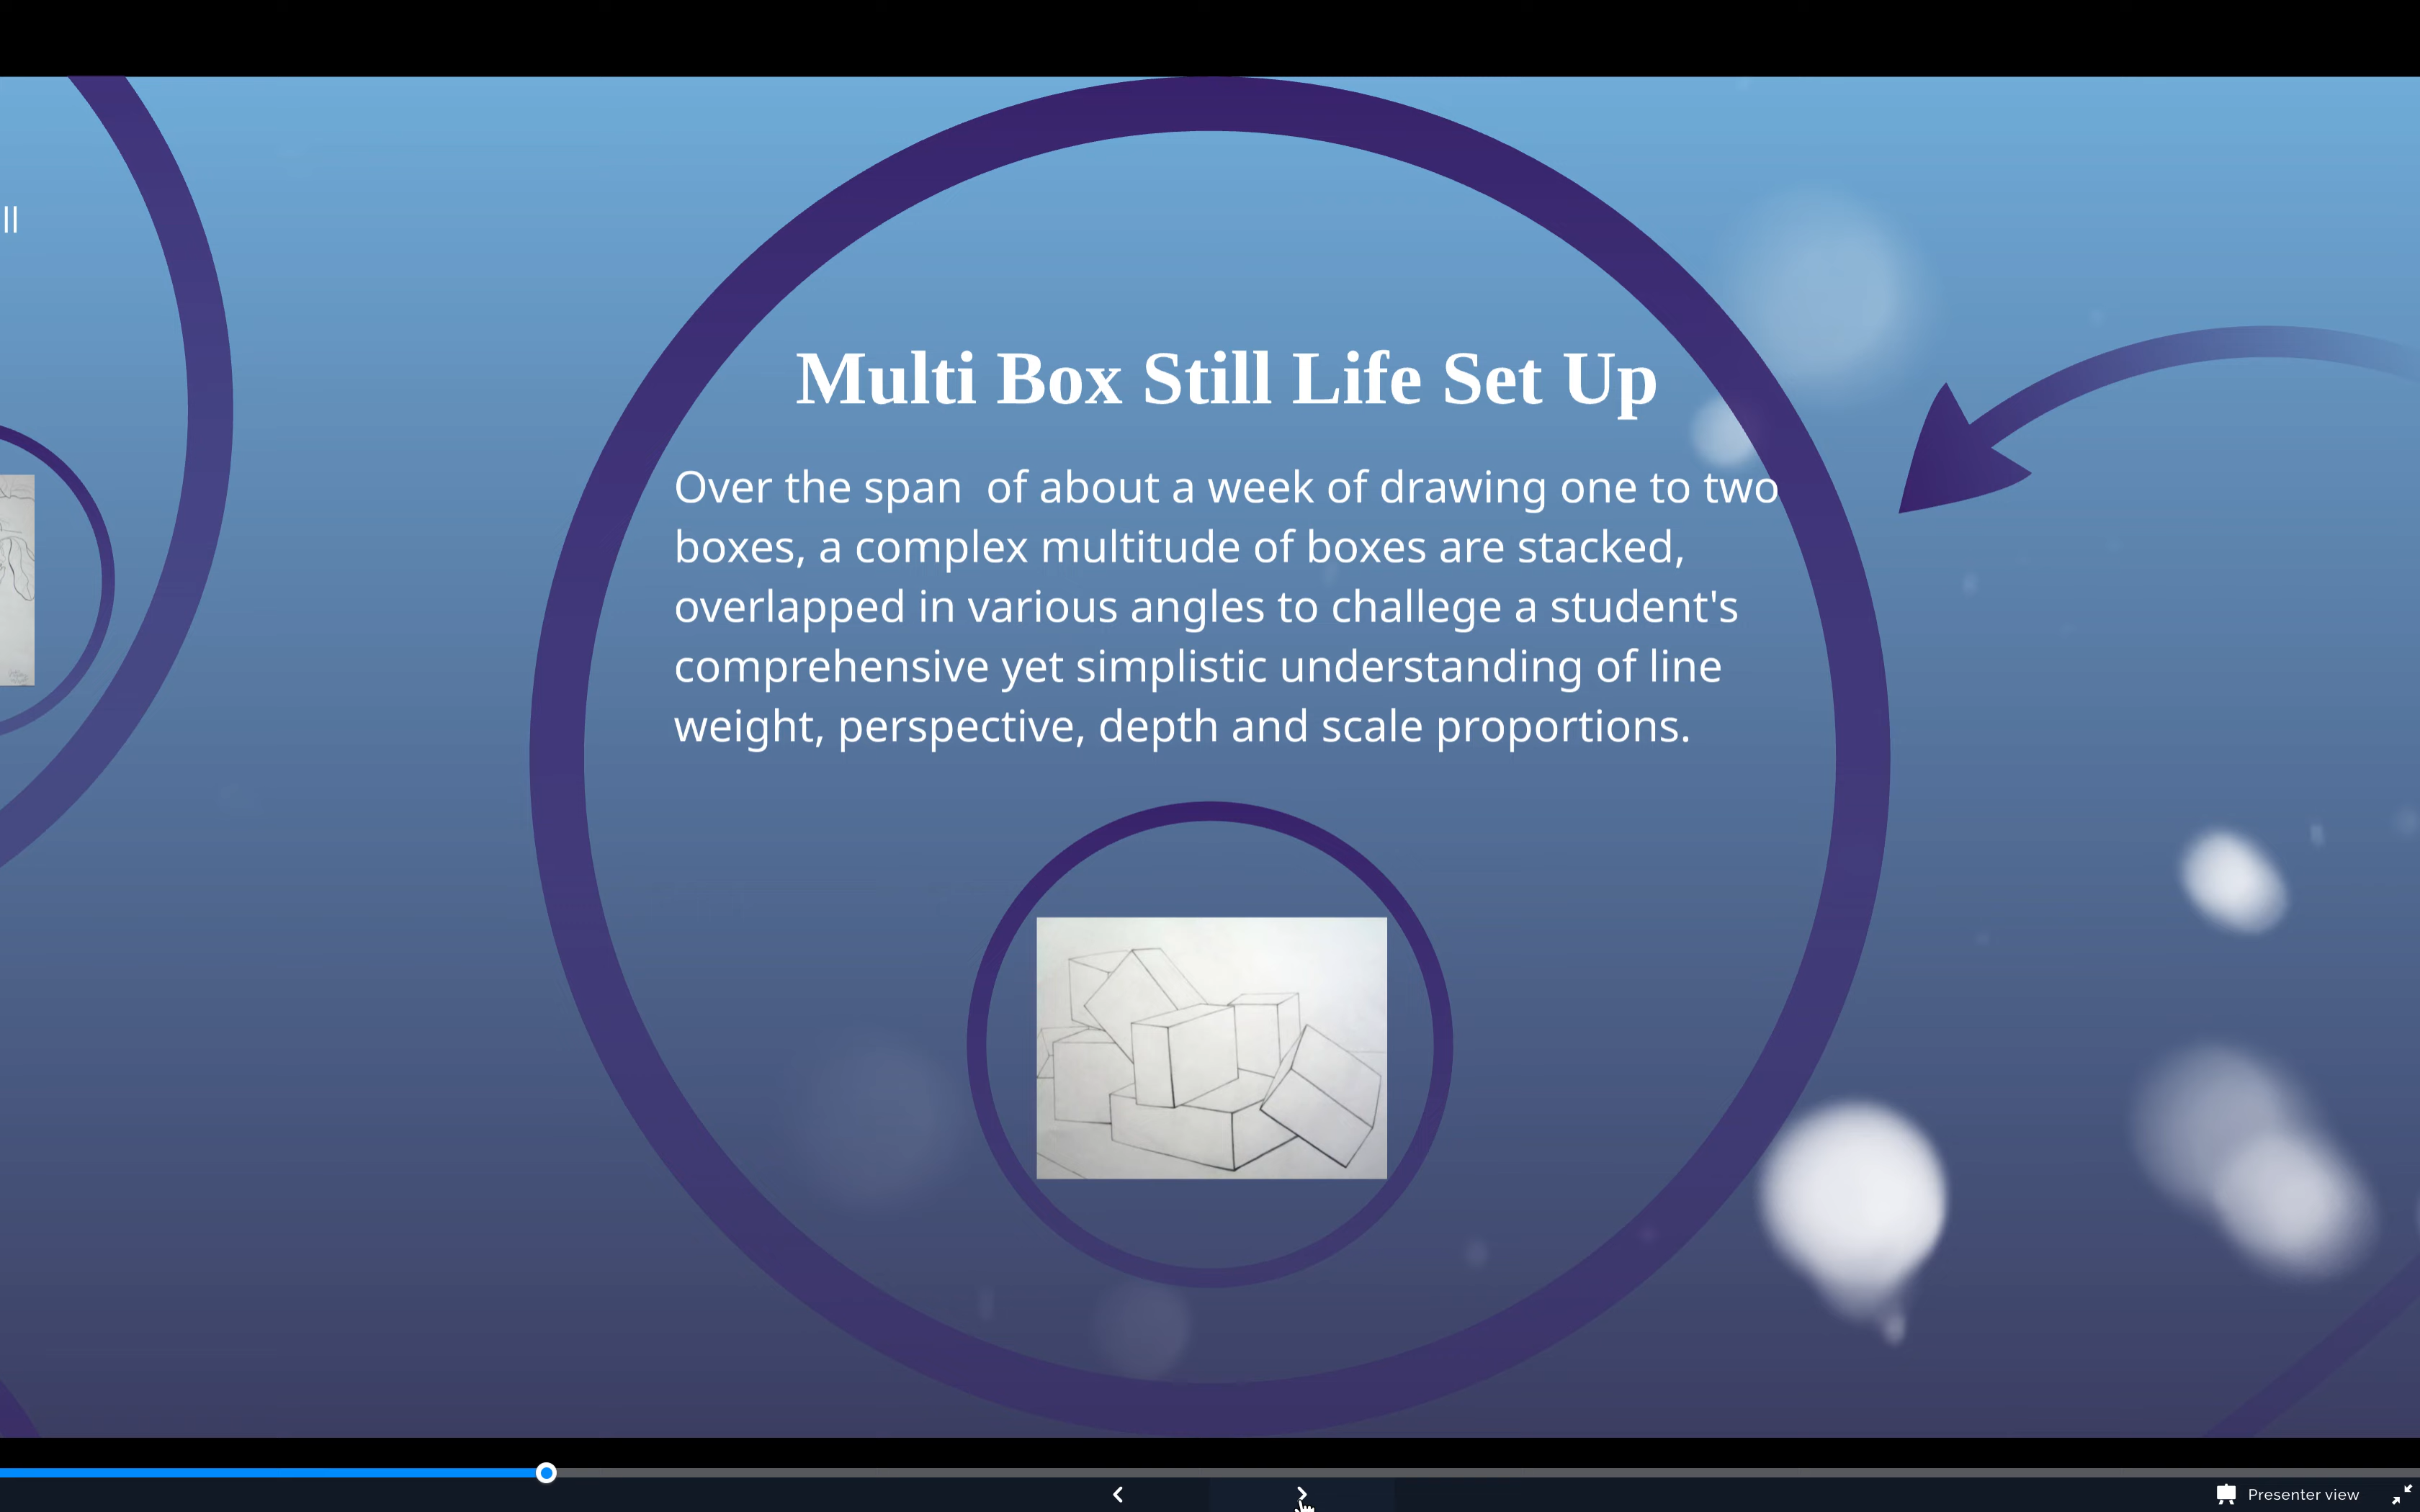 ll
Multi Box Still Life Set Up
Over the span  of about a week of drawing one to two
boxes, a complex multitude of boxes are stacked,
overlapped in various angles to challege a student's
comprehensive yet simplistic understanding of line
weight, perspective, depth and scale proportions.
Presenter view